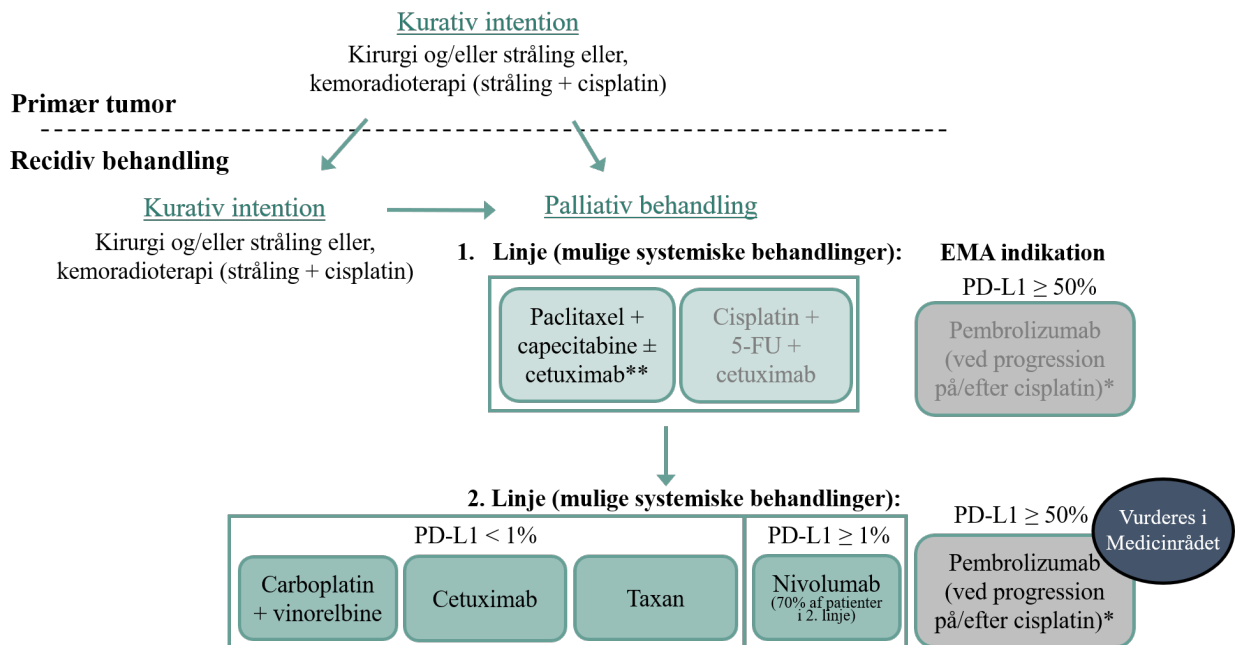 Kurativ intention
Kirurgi og/eller stråling eller,
kemoradioterapi (stråling + cisplatin)
Primær tumor
Recidiv behandling
Kurativ intention
Kirurgi og/eller stråling eller,
kemoradioterapi (stråling + cisplatin)
Palliativ behandling
1. Linje (mulige systemiske behandlinger):
EMA indikation
PD-L1 ≥ 50%
Paclitaxel +
capecitabine ±
cetuximab**
Cisplatin +
5-FU +
cetuximab
Pembrolizumab
(ved progression
på/efter cisplatin)*
2. Linje (mulige systemiske behandlinger):
PD-L1 < 1%
PD-L1 ≥ 1%
PD-L1 ≥ 50%
Vurderes i
Medicinrådet
Carboplatin
+ vinorelbine
Cetuximab
Taxan
Nivolumab
(70% af patienter
i 2. linje)
Pembrolizumab
(ved progression
på/efter cisplatin)*